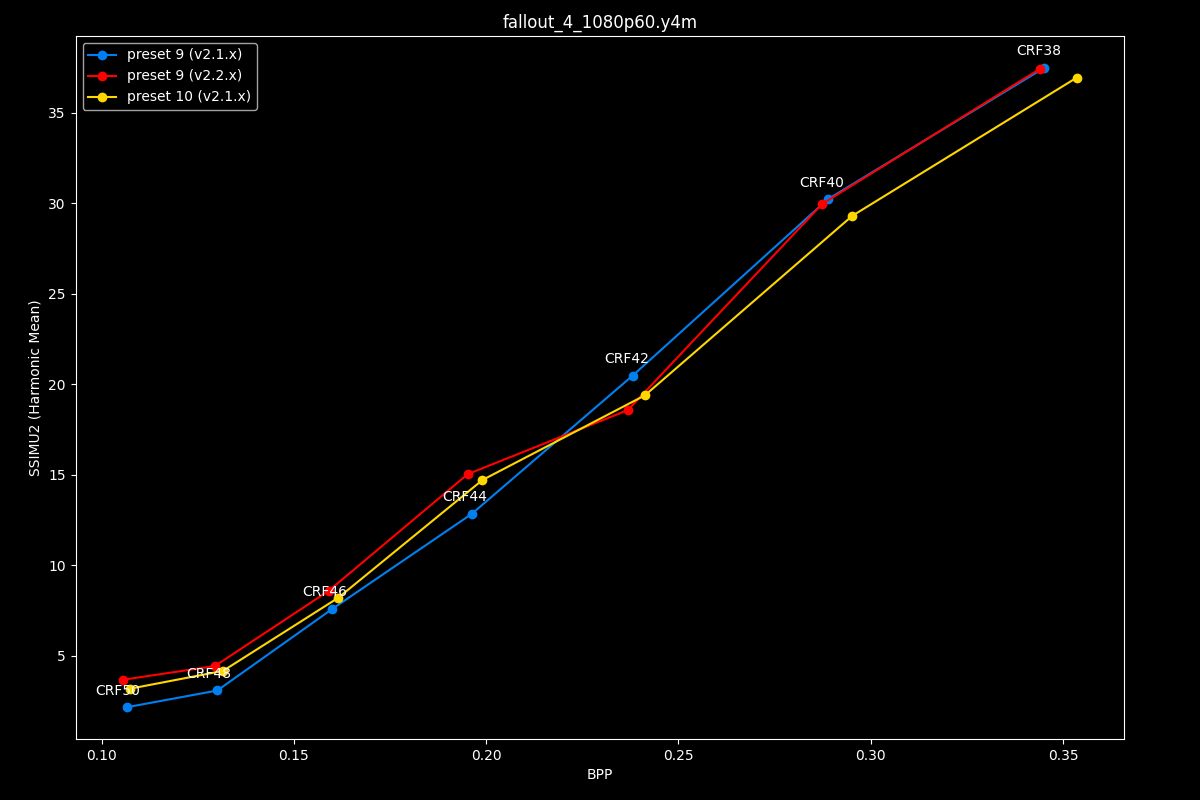 fallout_4_1080p60.y4m
preset 9 (v2.1.x)
preset 9 (v2.2.x)
preset 10 (v2.1.x)
CRF38
CRF40
CRF42
CRF44
CRF46
CRF48
CRF50
35
30
25
20
15
10
5
SSIMU2 (Harmonic Mean)
0.10
0.15
0.20
0.25
0.30
0.35
BPP